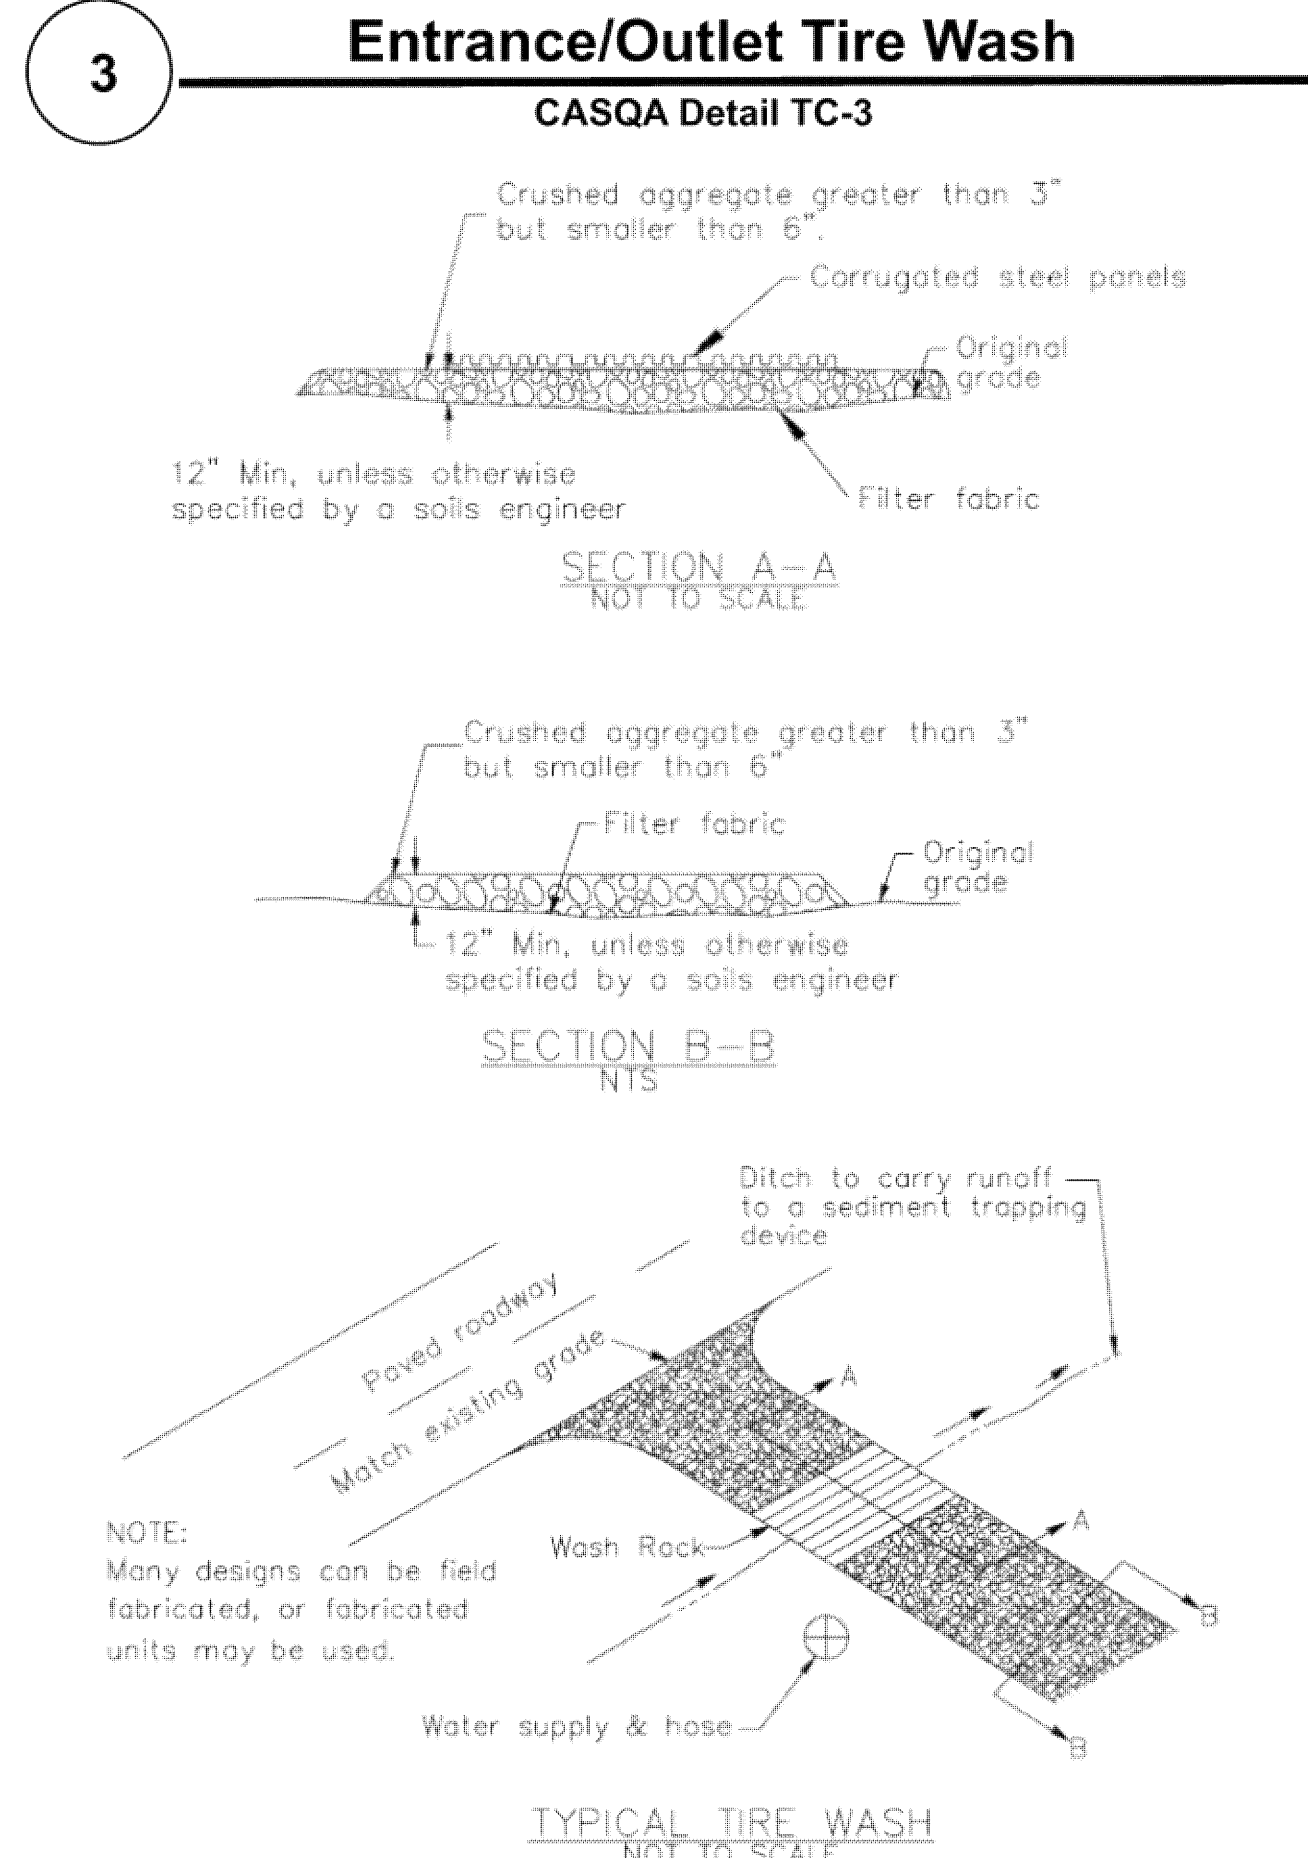 3
Entrance/Outlet Tire Wash
CASQA Detail TC-3
Crushed aggregate greater than 3"
but smaller than 6".
Corrugated steel panels
Original
grade
12" Min, unless otherwise
specified by a soils engineer
Filter fabric
SECTION A-A
NOT TO SCALE
Crushed aggregate greater than 3"
but smaller than 6"
Filter fabric
Original
grade
12" Min, unless otherwise
specified by a soils engineer
SECTION B-B
NTS
Ditch to carry runoff
to a sediment trapping
device
Paved roadway
Match existing grade
A
A
NOTE:
Many designs can be field
fabricated, or fabricated
units may be used.
Wash Rack
B
Water supply & hose
B
TYPICAL TIRE WASH
NOT TO SCALE